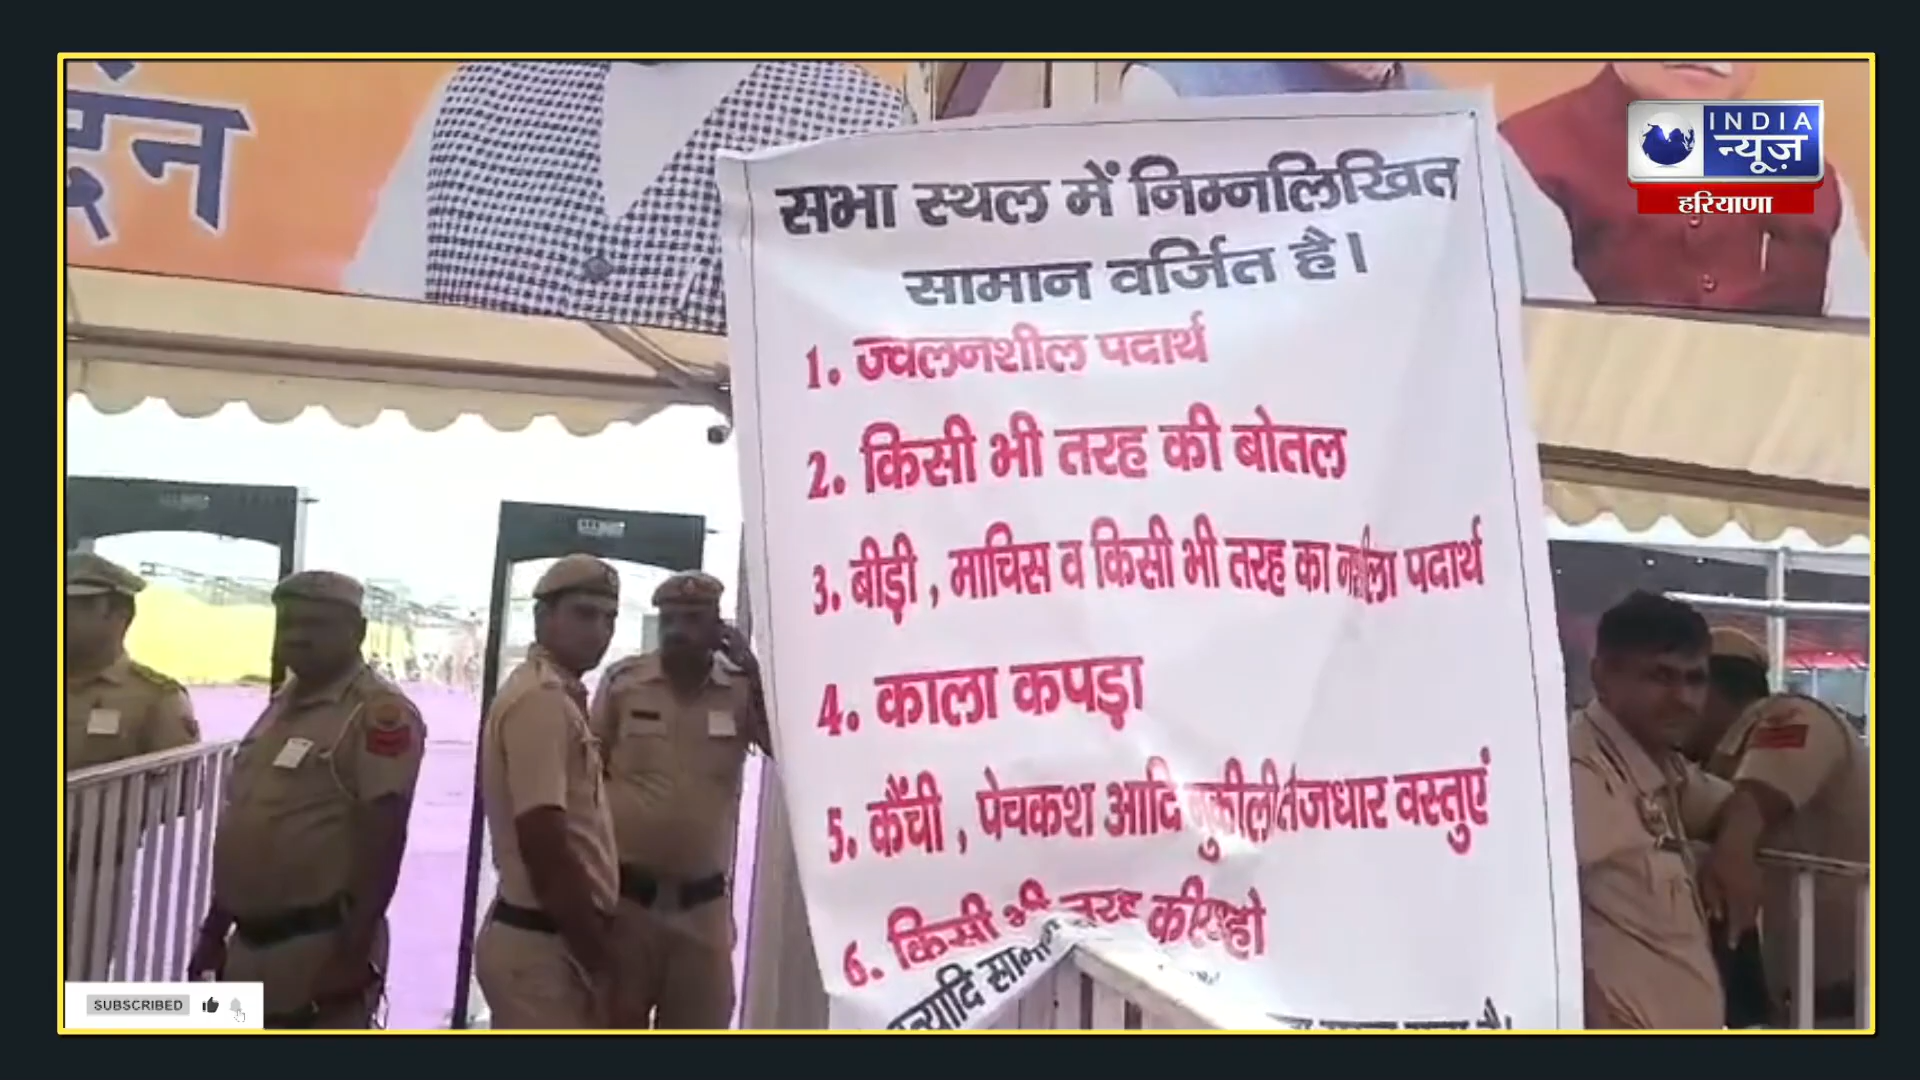 INDIA
न्यूज़
हरियाणा
सभा स्थल में निम्नलिखित
सामान वर्जित है।
1. ज्वलनशील पदार्थ
2. किसी भी तरह की बोतल
3. बीड़ी , माचिस व किसी भी तरह का नशीला पदार्थ
4. काला कपड़ा
5. कैंची , पेचकश आदि नुकीली तेजधार वस्तुएं
6. किसी भी तरह की
SUBSCRIBED